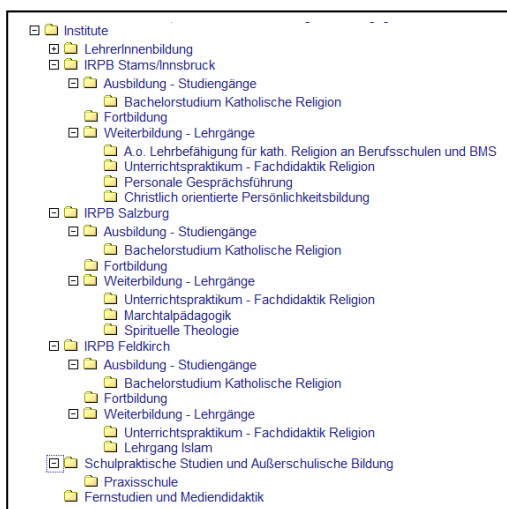 Institute
LehrerInnenbildung
IRPB Stams/Innsbruck
Ausbildung - Studiengänge
Bachelorstudium Katholische Religion
Fortbildung
Weiterbildung - Lehrgänge
A.o. Lehrbefähigung für kath. Religion an Berufsschulen und BMS
Unterrichtspraktikum - Fachdidaktik Religion
Personale Gesprächsführung
Christlich orientierte Persönlichkeitsbildung
IRPB Salzburg
Ausbildung - Studiengänge
Bachelorstudium Katholische Religion
Fortbildung
Weiterbildung - Lehrgänge
Unterrichtspraktikum - Fachdidaktik Religion
Marchtalpädagogik
Spirituelle Theologie
IRPB Feldkirch
Ausbildung - Studiengänge
Bachelorstudium Katholische Religion
Fortbildung
Weiterbildung - Lehrgänge
Unterrichtspraktikum - Fachdidaktik Religion
Lehrgang Islam
Schulpraktische Studien und Außerschulische Bildung
Praxisschule
Fernstudien und Mediendidaktik